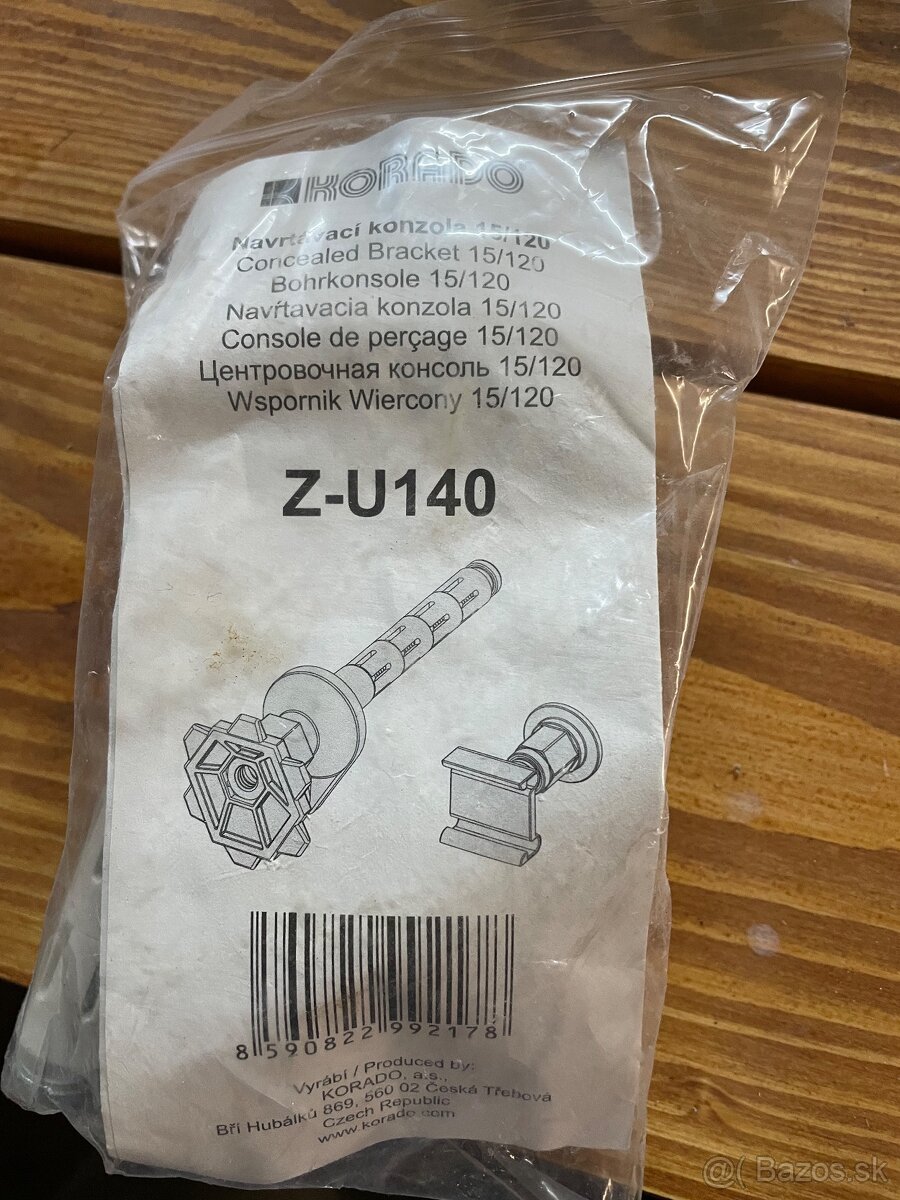 KORADO
Navrtávací konzola 15/120
Concealed Bracket 15/120
Bohrkonsole 15/120
Navŕtavacia konzola 15/120
Console de perçage 15/120
Центровочная консоль 15/120
Wspornik Wiercony 15/120
Z-U140
8 590822 992178
Vyrábí / Produced by:
KORADO, a.s.,
Bří Hubálků 869, 560 02 Česká Třebová
Czech Republic
www.korado.com
@( Bazos.sk